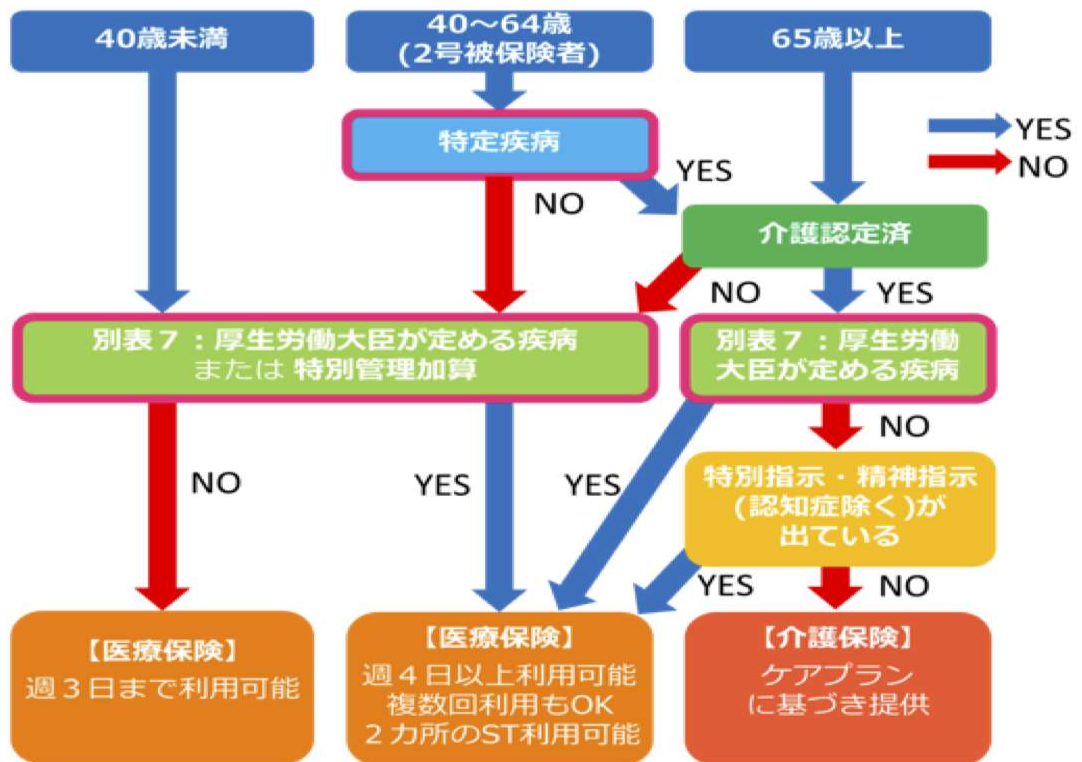 40歳未満
40～64歳
(2号被保険者)
65歳以上
YES
NO
特定疾病
YES
NO
介護認定済
NO
YES
別表７：厚生労働大臣が定める疾病
または 特別管理加算
別表７：厚生労働
大臣が定める疾病
NO
NO
YES
YES
特別指示・精神指示
(認知症除く)が
出ている
YES
NO
【医療保険】
週３日まで利用可能
【医療保険】
週４日以上利用可能
複数回利用もOK
２カ所のST利用可能
【介護保険】
ケアプラン
に基づき提供